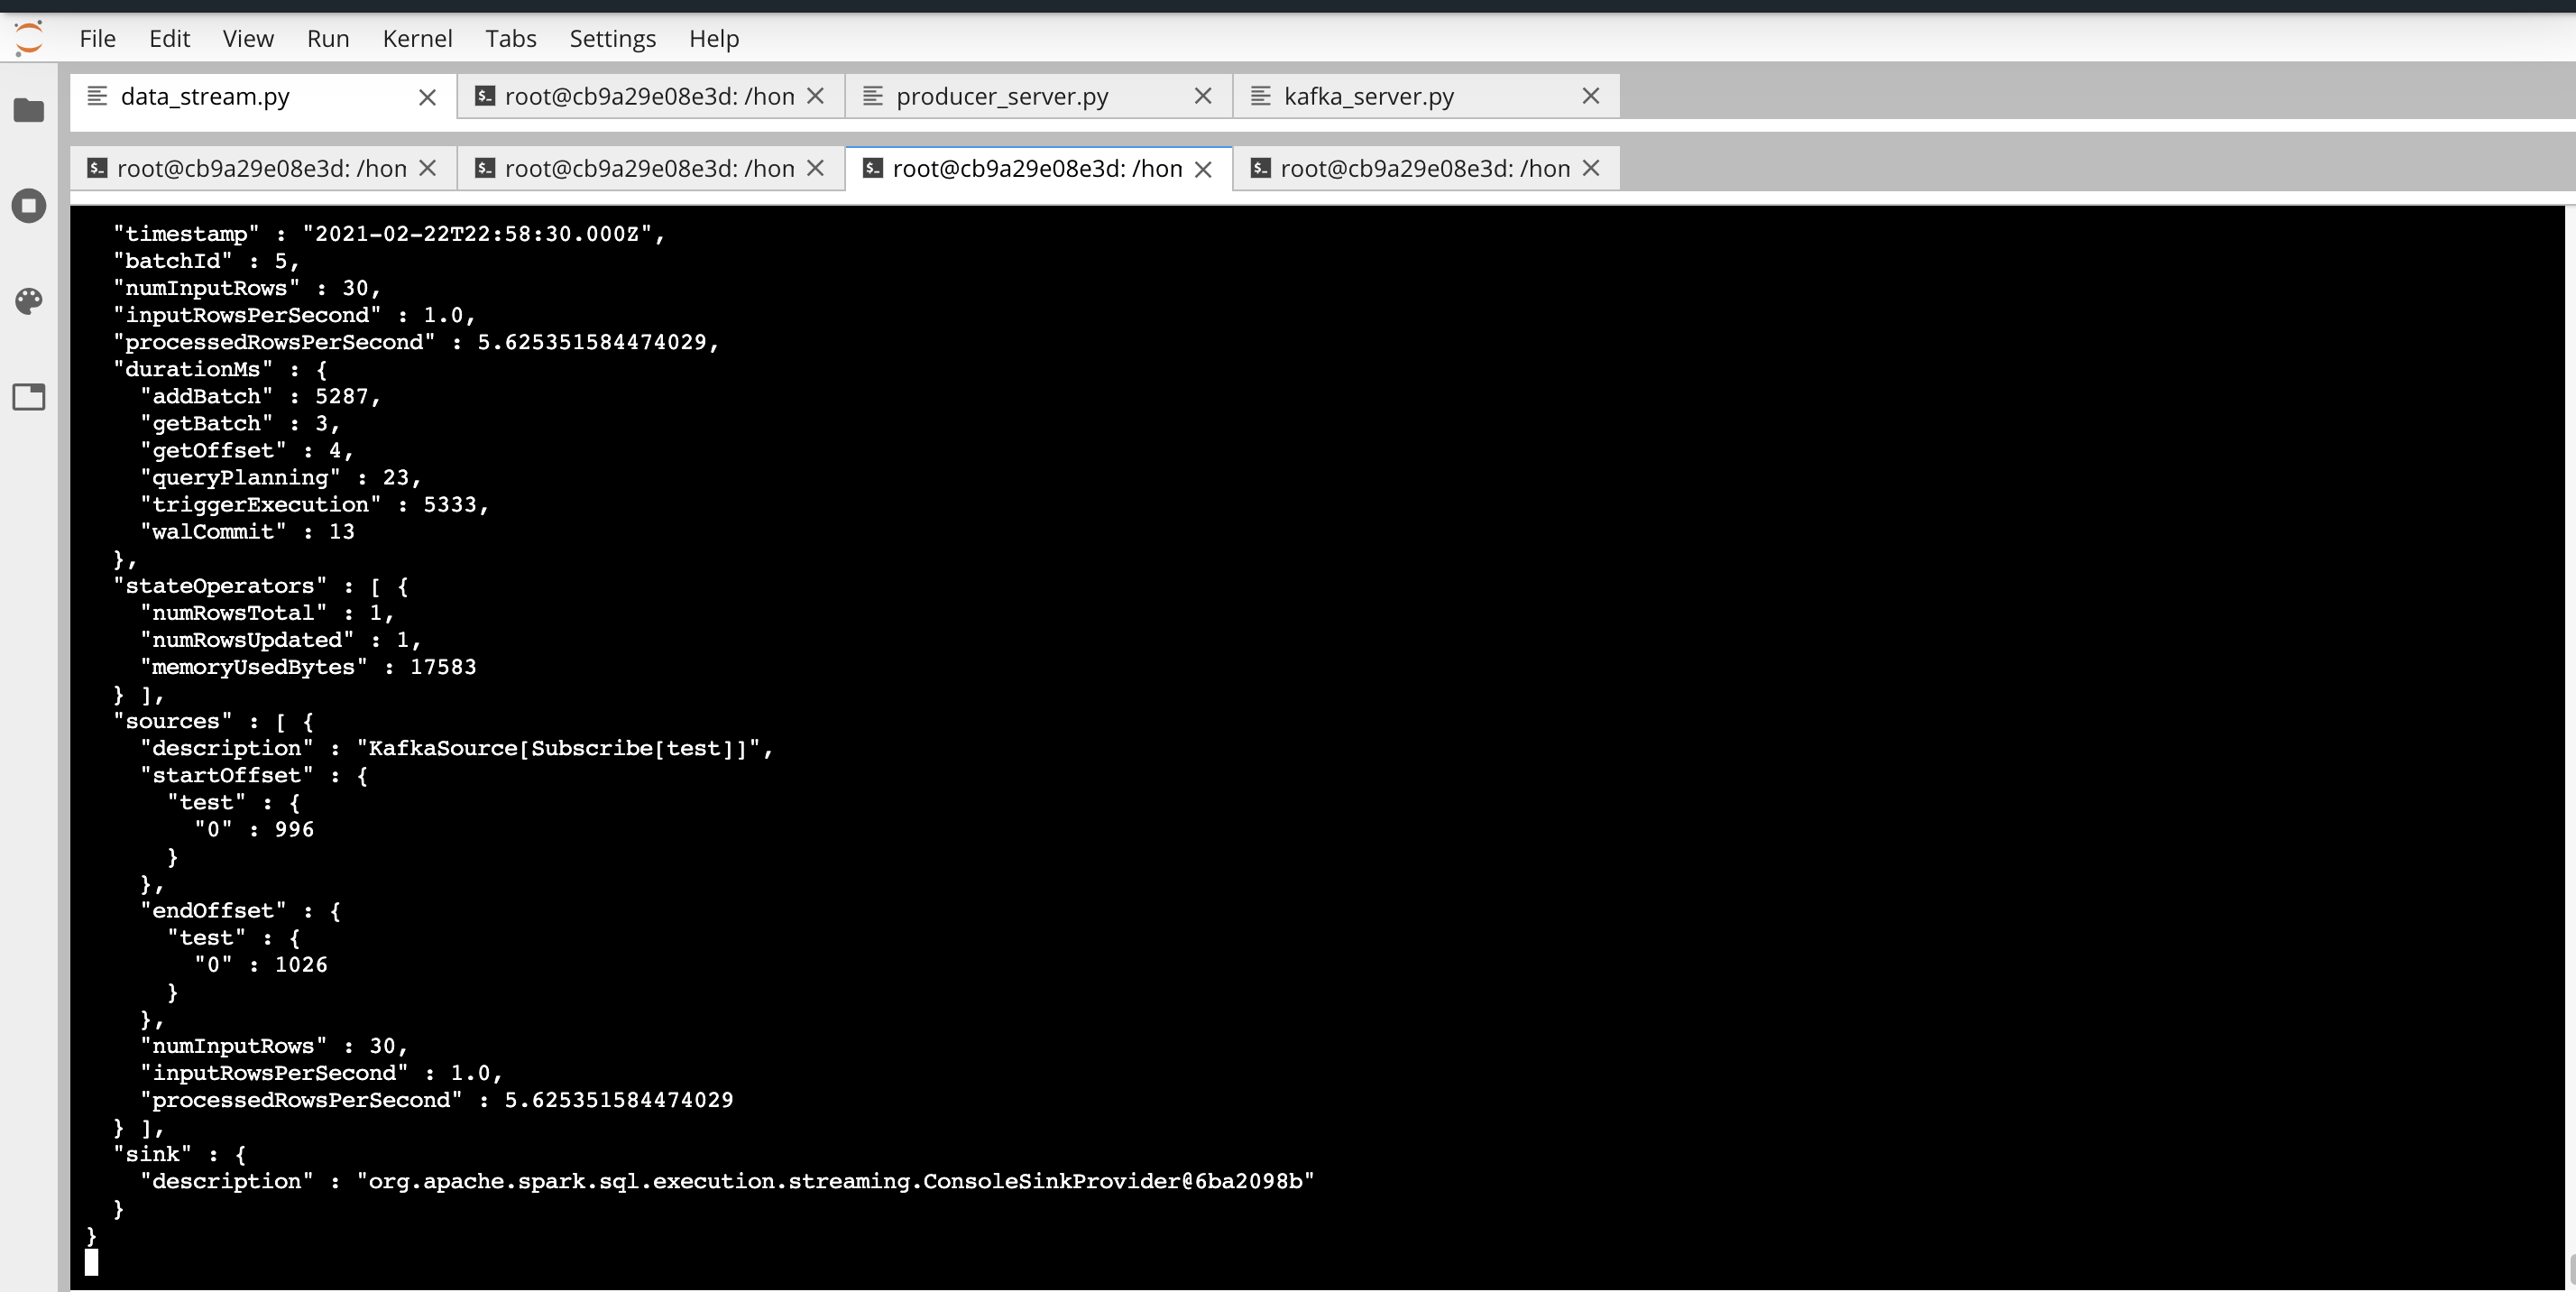 File Edit View Run Kernel Tabs Settings Help
data_stream.py root@cb9a29e08e3d: /hon producer_server.py kafka_server.py
root@cb9a29e08e3d: /hon root@cb9a29e08e3d: /hon root@cb9a29e08e3d: /hon root@cb9a29e08e3d: /hon
"timestamp" : "2021-02-22T22:58:30.000Z",
"batchId" : 5,
"numInputRows" : 30,
"inputRowsPerSecond" : 1.0,
"processedRowsPerSecond" : 5.625351584474029,
"durationMs" : {
"addBatch" : 5287,
"getBatch" : 3,
"getOffset" : 4,
"queryPlanning" : 23,
"triggerExecution" : 5333,
"walCommit" : 13
},
"stateOperators" : [ {
"numRowsTotal" : 1,
"numRowsUpdated" : 1,
"memoryUsedBytes" : 17583
} ],
"sources" : [ {
"description" : "KafkaSource[Subscribe[test]]",
"startOffset" : {
"test" : {
"0" : 996
}
},
"endOffset" : {
"test" : {
"0" : 1026
}
},
"numInputRows" : 30,
"inputRowsPerSecond" : 1.0,
"processedRowsPerSecond" : 5.625351584474029
} ],
"sink" : {
"description" : "org.apache.spark.sql.execution.streaming.ConsoleSinkProvider@6ba2098b"
}
}